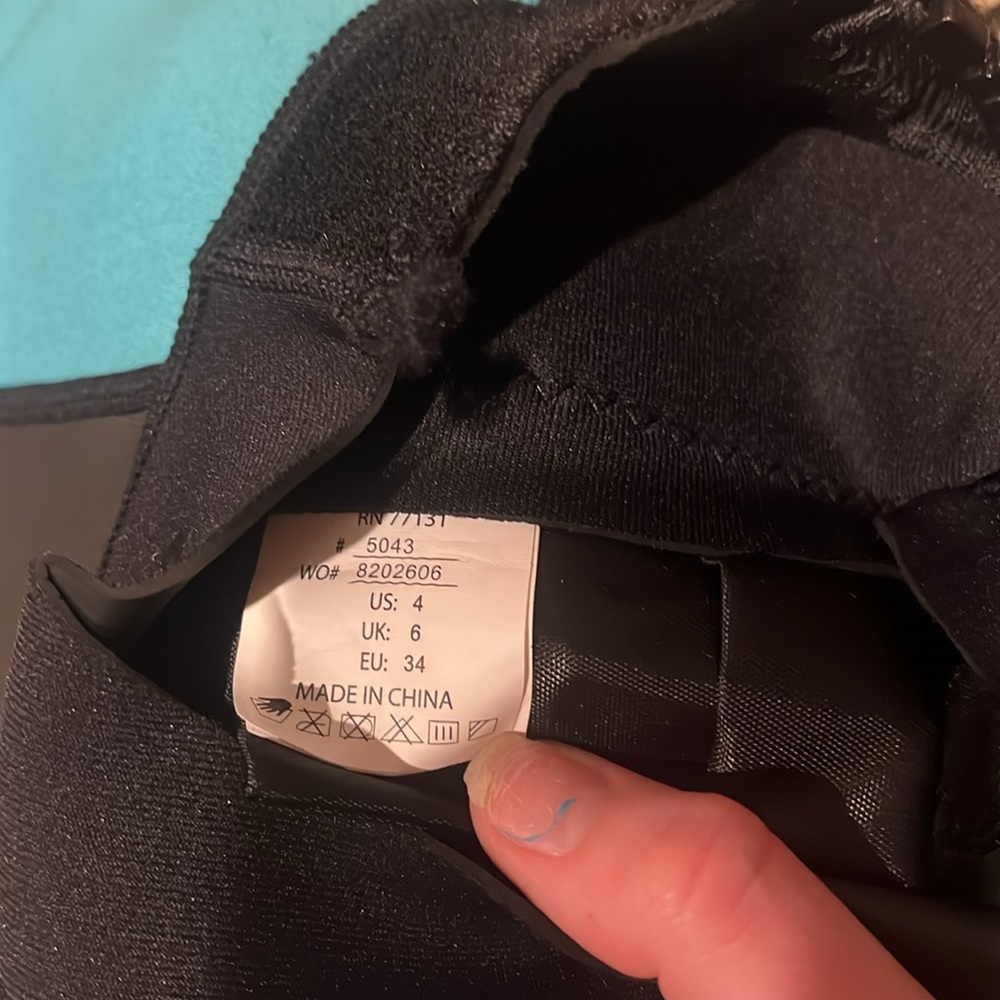 RN 77131
# 5043
WO# 8202606
US: 4
UK: 6
EU: 34
MADE IN CHINA